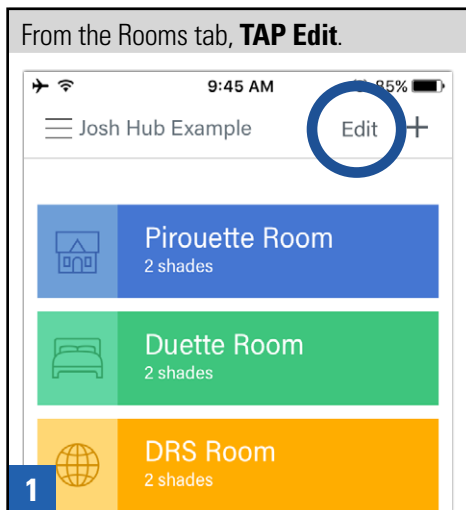 From the Rooms tab, TAP Edit.
9:45 AM 85%
Josh Hub Example Edit +
Pirouette Room
2 shades
Duette Room
2 shades
DRS Room
2 shades
1